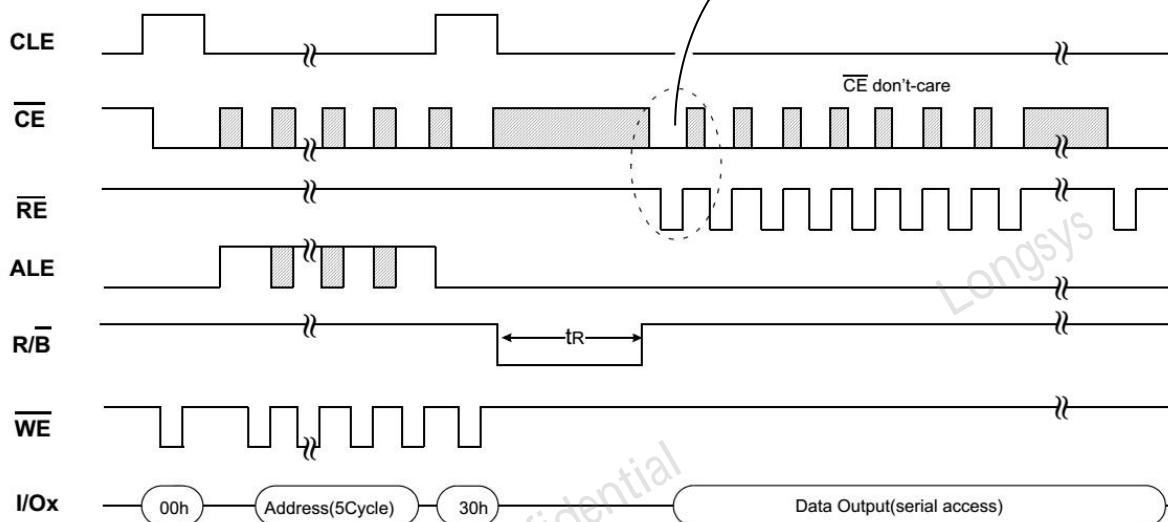 CLE
CE
CE don't-care
RE
ALE
R/B
tR
WE
I/Ox
00h
Address(5Cycle)
30h
Data Output(serial access)
Longsys